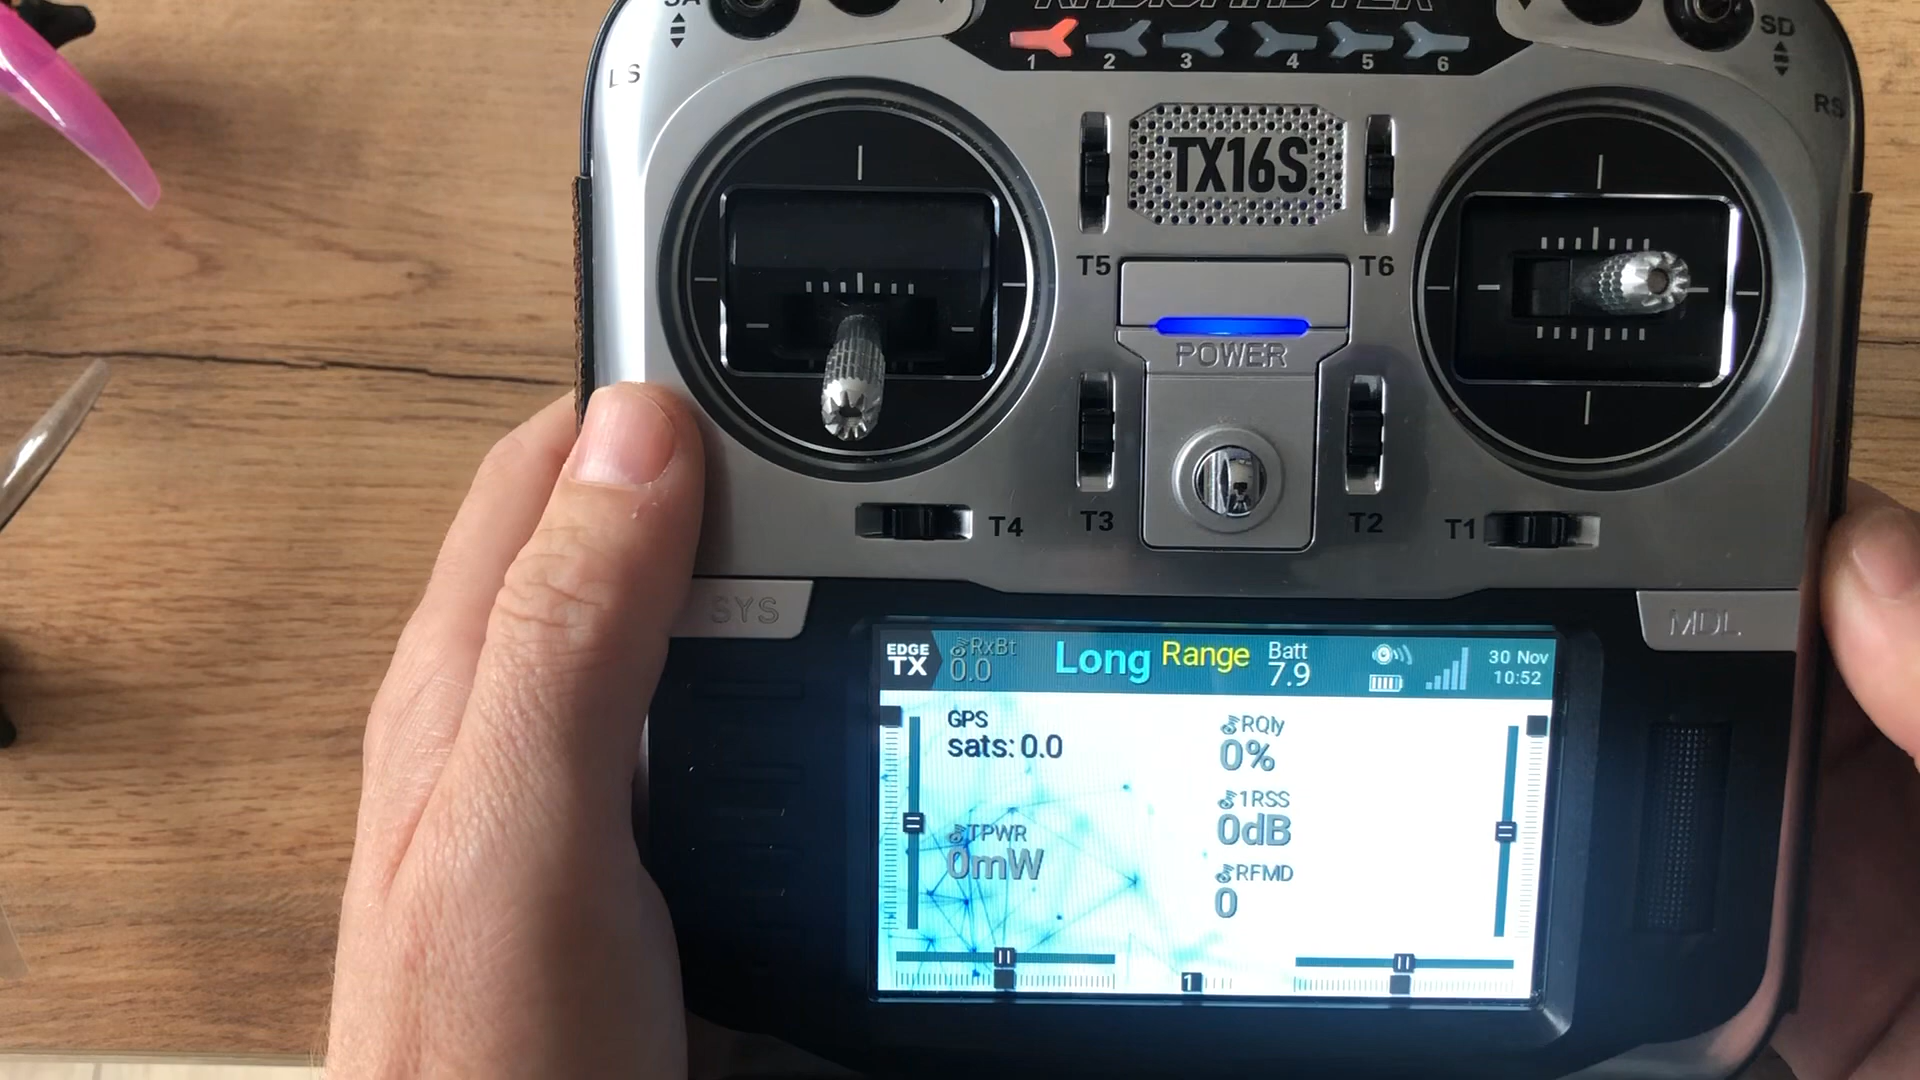 RADIOMASTER
SA
SD
LS
RS
1 2 3 4 5 6
TX16S
T5
T6
POWER
T4
T3
T2
T1
SYS
MDL
EDGE
TX
RxBt
0.0
Long Range
Batt
7.9
30 Nov
10:52
GPS
sats: 0.0
RQly
0%
1RSS
0dB
TPWR
0mW
RFMD
0
1